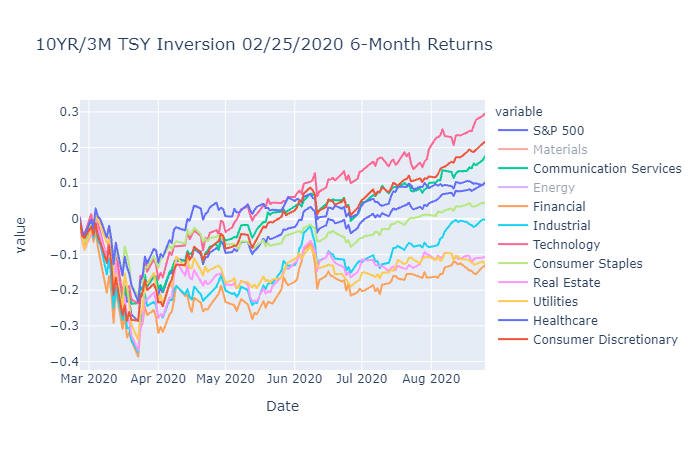 10YR/3M TSY Inversion 02/25/2020 6-Month Returns
variable
S&P 500
Materials
Communication Services
Energy
Financial
Industrial
Technology
Consumer Staples
Real Estate
Utilities
Healthcare
Consumer Discretionary
value
0.3
0.2
0.1
0
−0.1
−0.2
−0.3
−0.4
Mar 2020 Apr 2020 May 2020 Jun 2020 Jul 2020 Aug 2020
Date